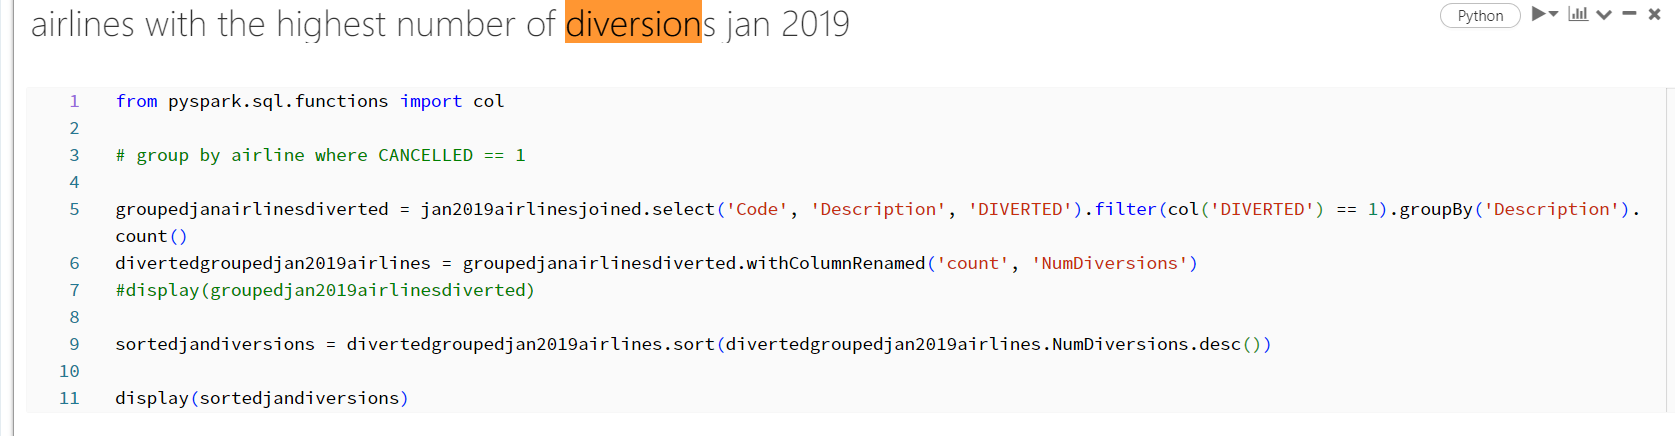 airlines with the highest number of diversions jan 2019
Python
1 from pyspark.sql.functions import col
2
3 # group by airline where CANCELLED == 1
4
5 groupedjanairlinesdiverted = jan2019airlinesjoined.select('Code', 'Description', 'DIVERTED').filter(col('DIVERTED') == 1).groupBy('Description').
count()
6 divertedgroupedjan2019airlines = groupedjanairlinesdiverted.withColumnRenamed('count', 'NumDiversions')
7 #display(groupedjan2019airlinesdiverted)
8
9 sortedjandiversions = divertedgroupedjan2019airlines.sort(divertedgroupedjan2019airlines.NumDiversions.desc())
10
11 display(sortedjandiversions)